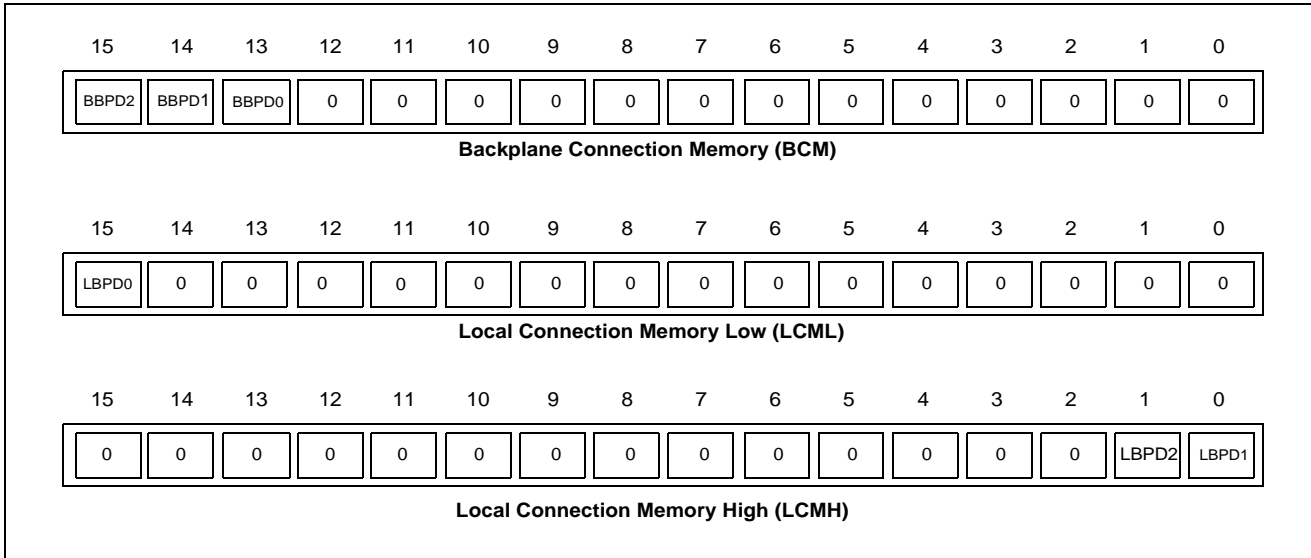 15 14 13 12 11 10 9 8 7 6 5 4 3 2 1 0
BBPD2 BBPD1 BBPD0 0 0 0 0 0 0 0 0 0 0 0 0 0
Backplane Connection Memory (BCM)
15 14 13 12 11 10 9 8 7 6 5 4 3 2 1 0
LBPD0 0 0 0 0 0 0 0 0 0 0 0 0 0 0 0
Local Connection Memory Low (LCML)
15 14 13 12 11 10 9 8 7 6 5 4 3 2 1 0
0 0 0 0 0 0 0 0 0 0 0 0 0 0 LBPD2 LBPD1
Local Connection Memory High (LCMH)